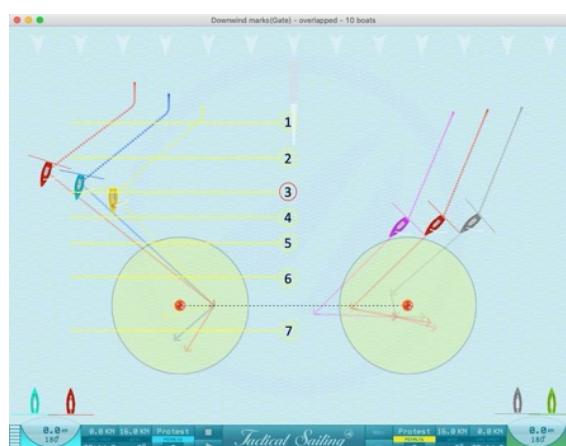 Downwind marks(Gate) - overlapped - 10 boats
1
2
3
4
5
6
7
0.0
180
0.0 KN 16.0 KN Protest
Tactical Sailing
Protest 0.0 KN 16.0 KN
0.0
180